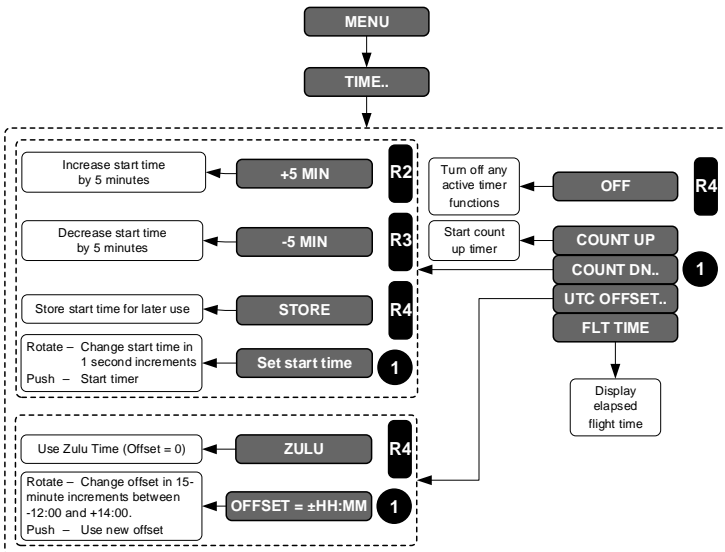 MENU
TIME..
Increase start time
by 5 minutes
+5 MIN
R2
Decrease start time
by 5 minutes
-5 MIN
R3
Store start time for later use
STORE
R4
Rotate – Change start time in
1 second increments
Push – Start timer
Set start time
1
Turn off any
active timer
functions
OFF
R4
Start count
up timer
COUNT UP
COUNT DN..
1
UTC OFFSET..
FLT TIME
Display
elapsed
flight time
Use Zulu Time (Offset = 0)
ZULU
R4
Rotate – Change offset in 15-
minute increments between
-12:00 and +14:00.
Push – Use new offset
OFFSET = ±HH:MM
1